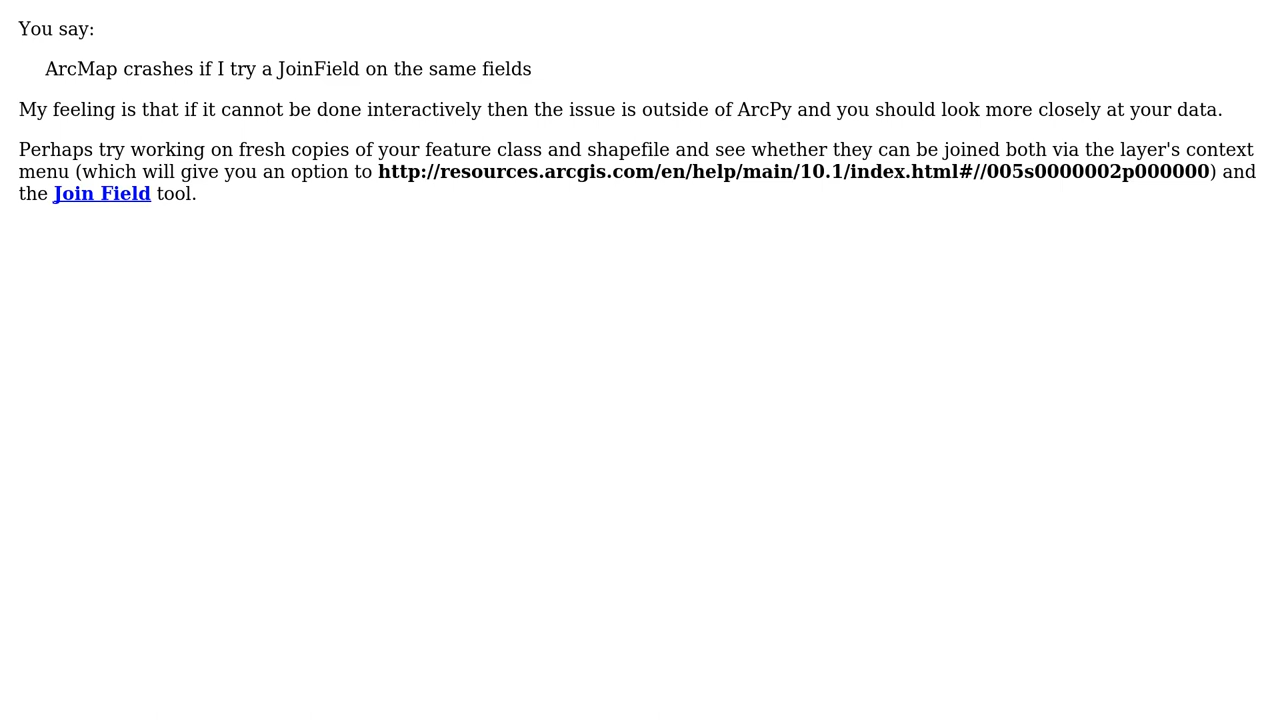 You say:
ArcMap crashes if I try a JoinField on the same fields
My feeling is that if it cannot be done interactively then the issue is outside of ArcPy and you should look more closely at your data.
Perhaps try working on fresh copies of your feature class and shapefile and see whether they can be joined both via the layer's context
menu (which will give you an option to http://resources.arcgis.com/en/help/main/10.1/index.html#//005s0000002p000000) and
the Join Field tool.